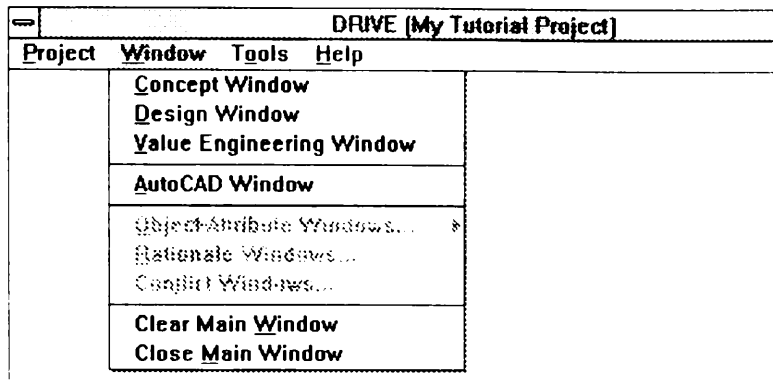 DRIVE [My Tutorial Project]
Project Window Tools Help
Concept Window
Design Window
Value Engineering Window
AutoCAD Window
Object-Attribute Windows...
Rationale Windows...
Conflict Windows...
Clear Main Window
Close Main Window